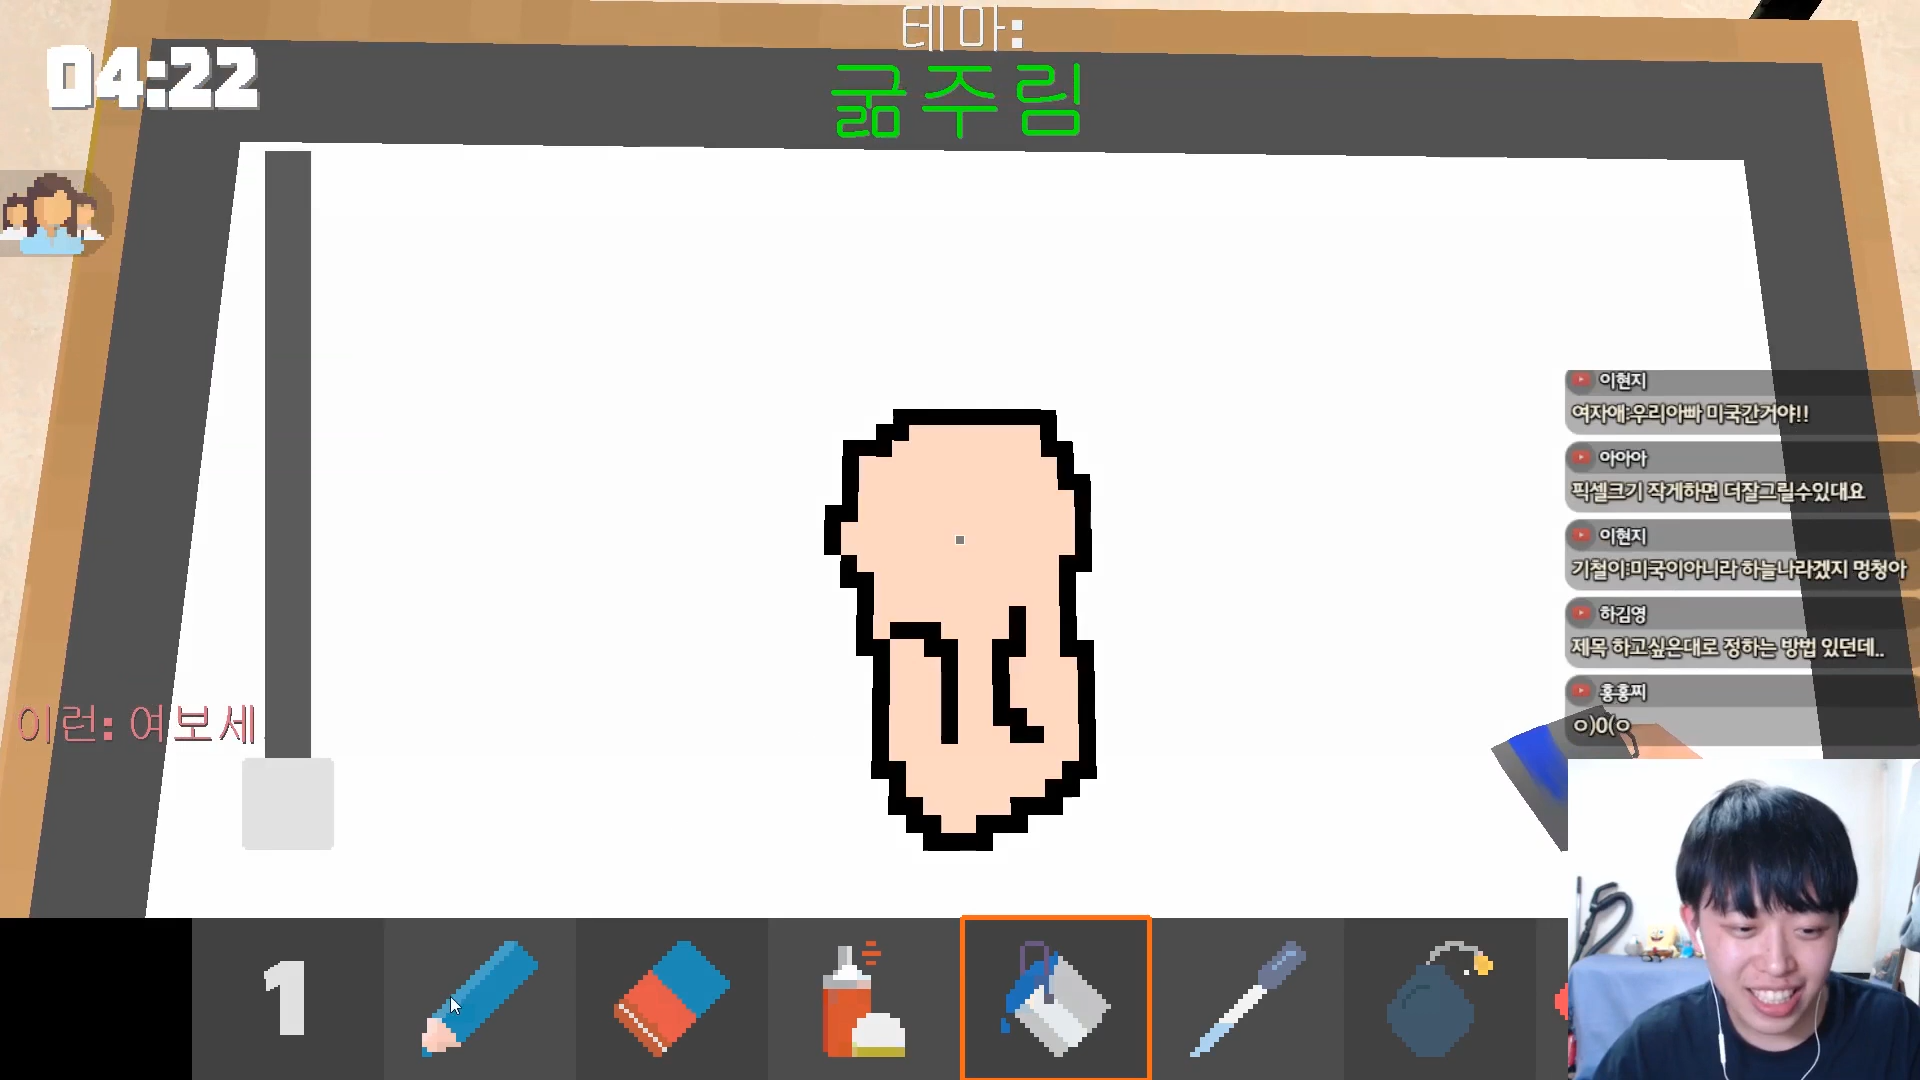 테마:
04:22
굶주림
이현지
여자애:우리아빠 미국간거야!!
아아아
픽셀크기 작게하면 더잘그릴수있대요
이현지
기철이:미국이아니라 하늘나라겠지 멍청아
하김영
제목 하고싶은대로 정하는 방법 있던데..
홍홍찌
ㅇ)0(ㅇ
이런: 여보세
1